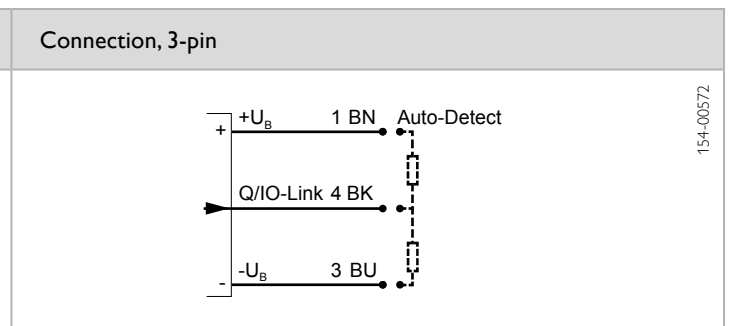 Connection, 3-pin
+U_B 1 BN Auto-Detect
+
Q/IO-Link 4 BK
-U_B 3 BU
-
154-00572